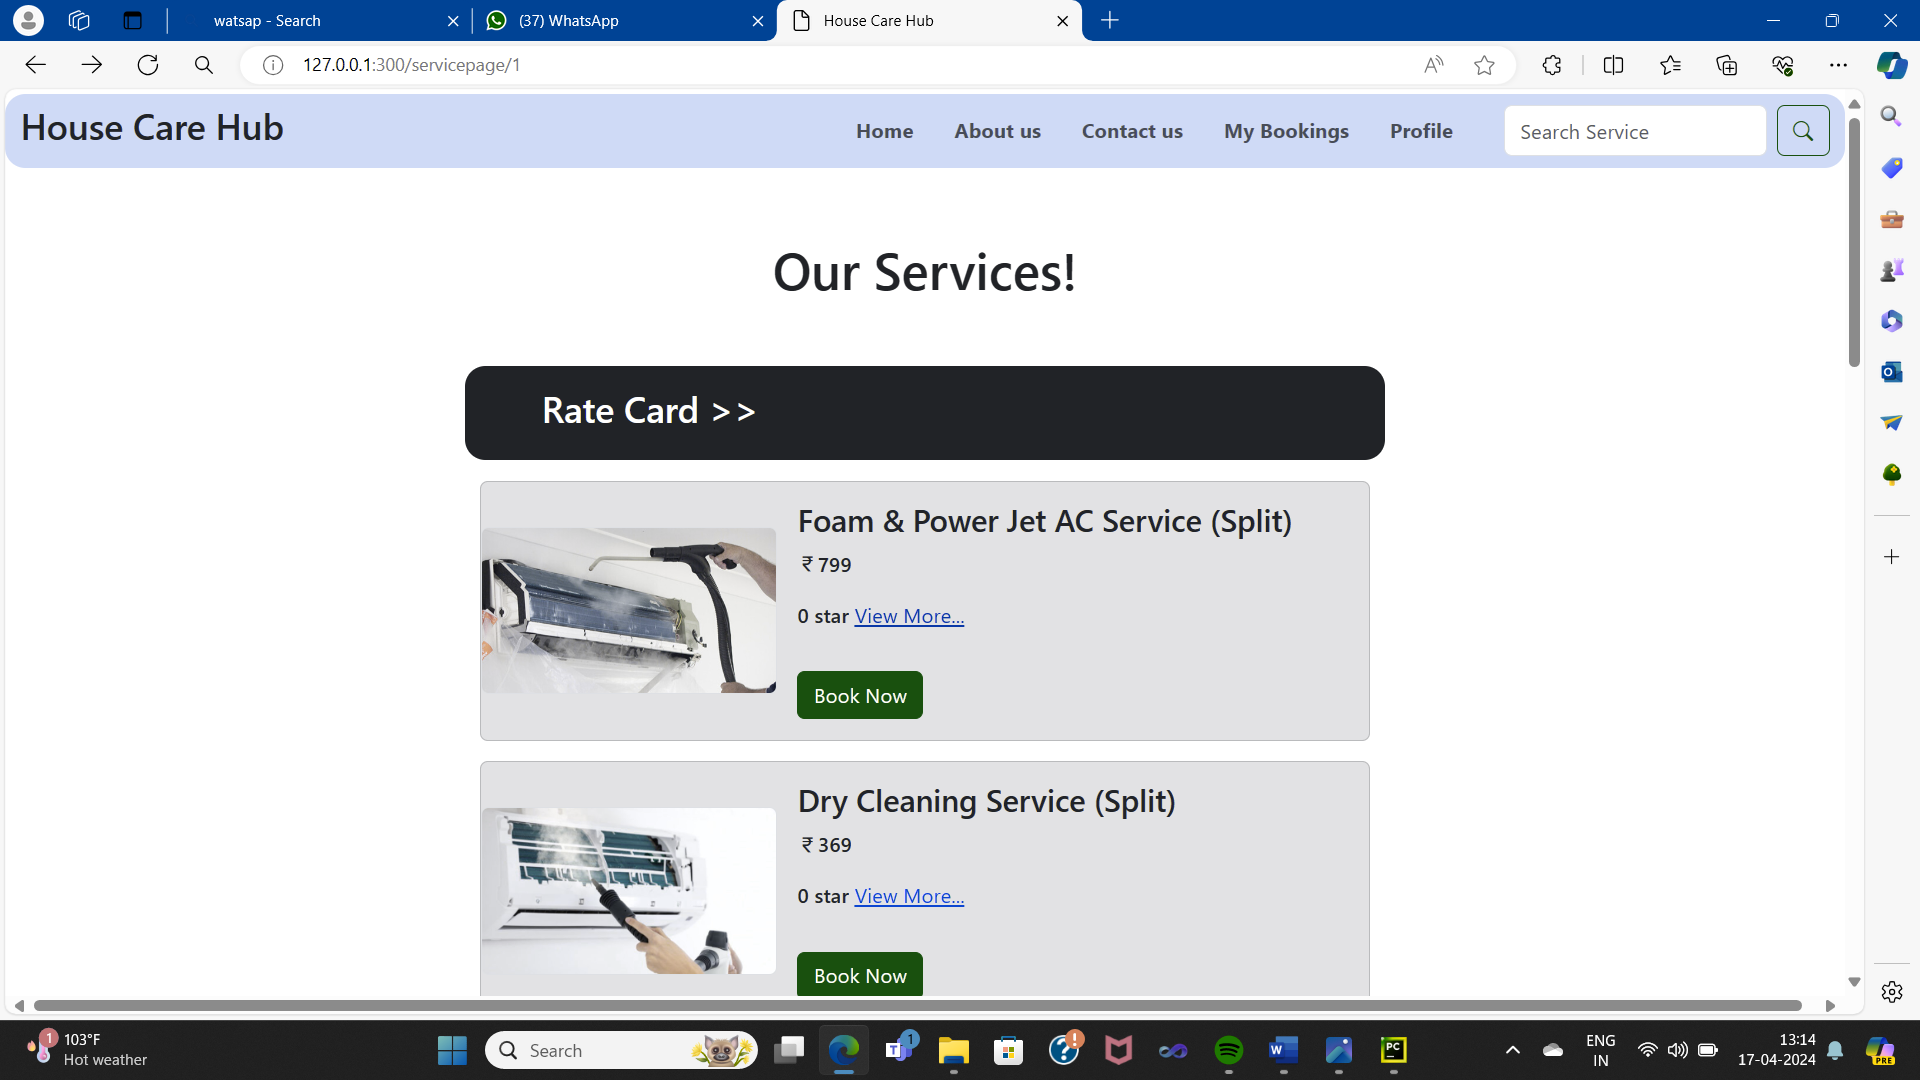 watsap - Search
(37) WhatsApp
House Care Hub
127.0.0.1:300/servicepage/1
House Care Hub
Home
About us
Contact us
My Bookings
Profile
Search Service
Our Services!
Rate Card >>
Foam & Power Jet AC Service (Split)
₹ 799
0 star View More...
Book Now
Dry Cleaning Service (Split)
₹ 369
0 star View More...
Book Now
1
103°F
Hot weather
Search
1
ENG
IN
13:14
17-04-2024
PRE